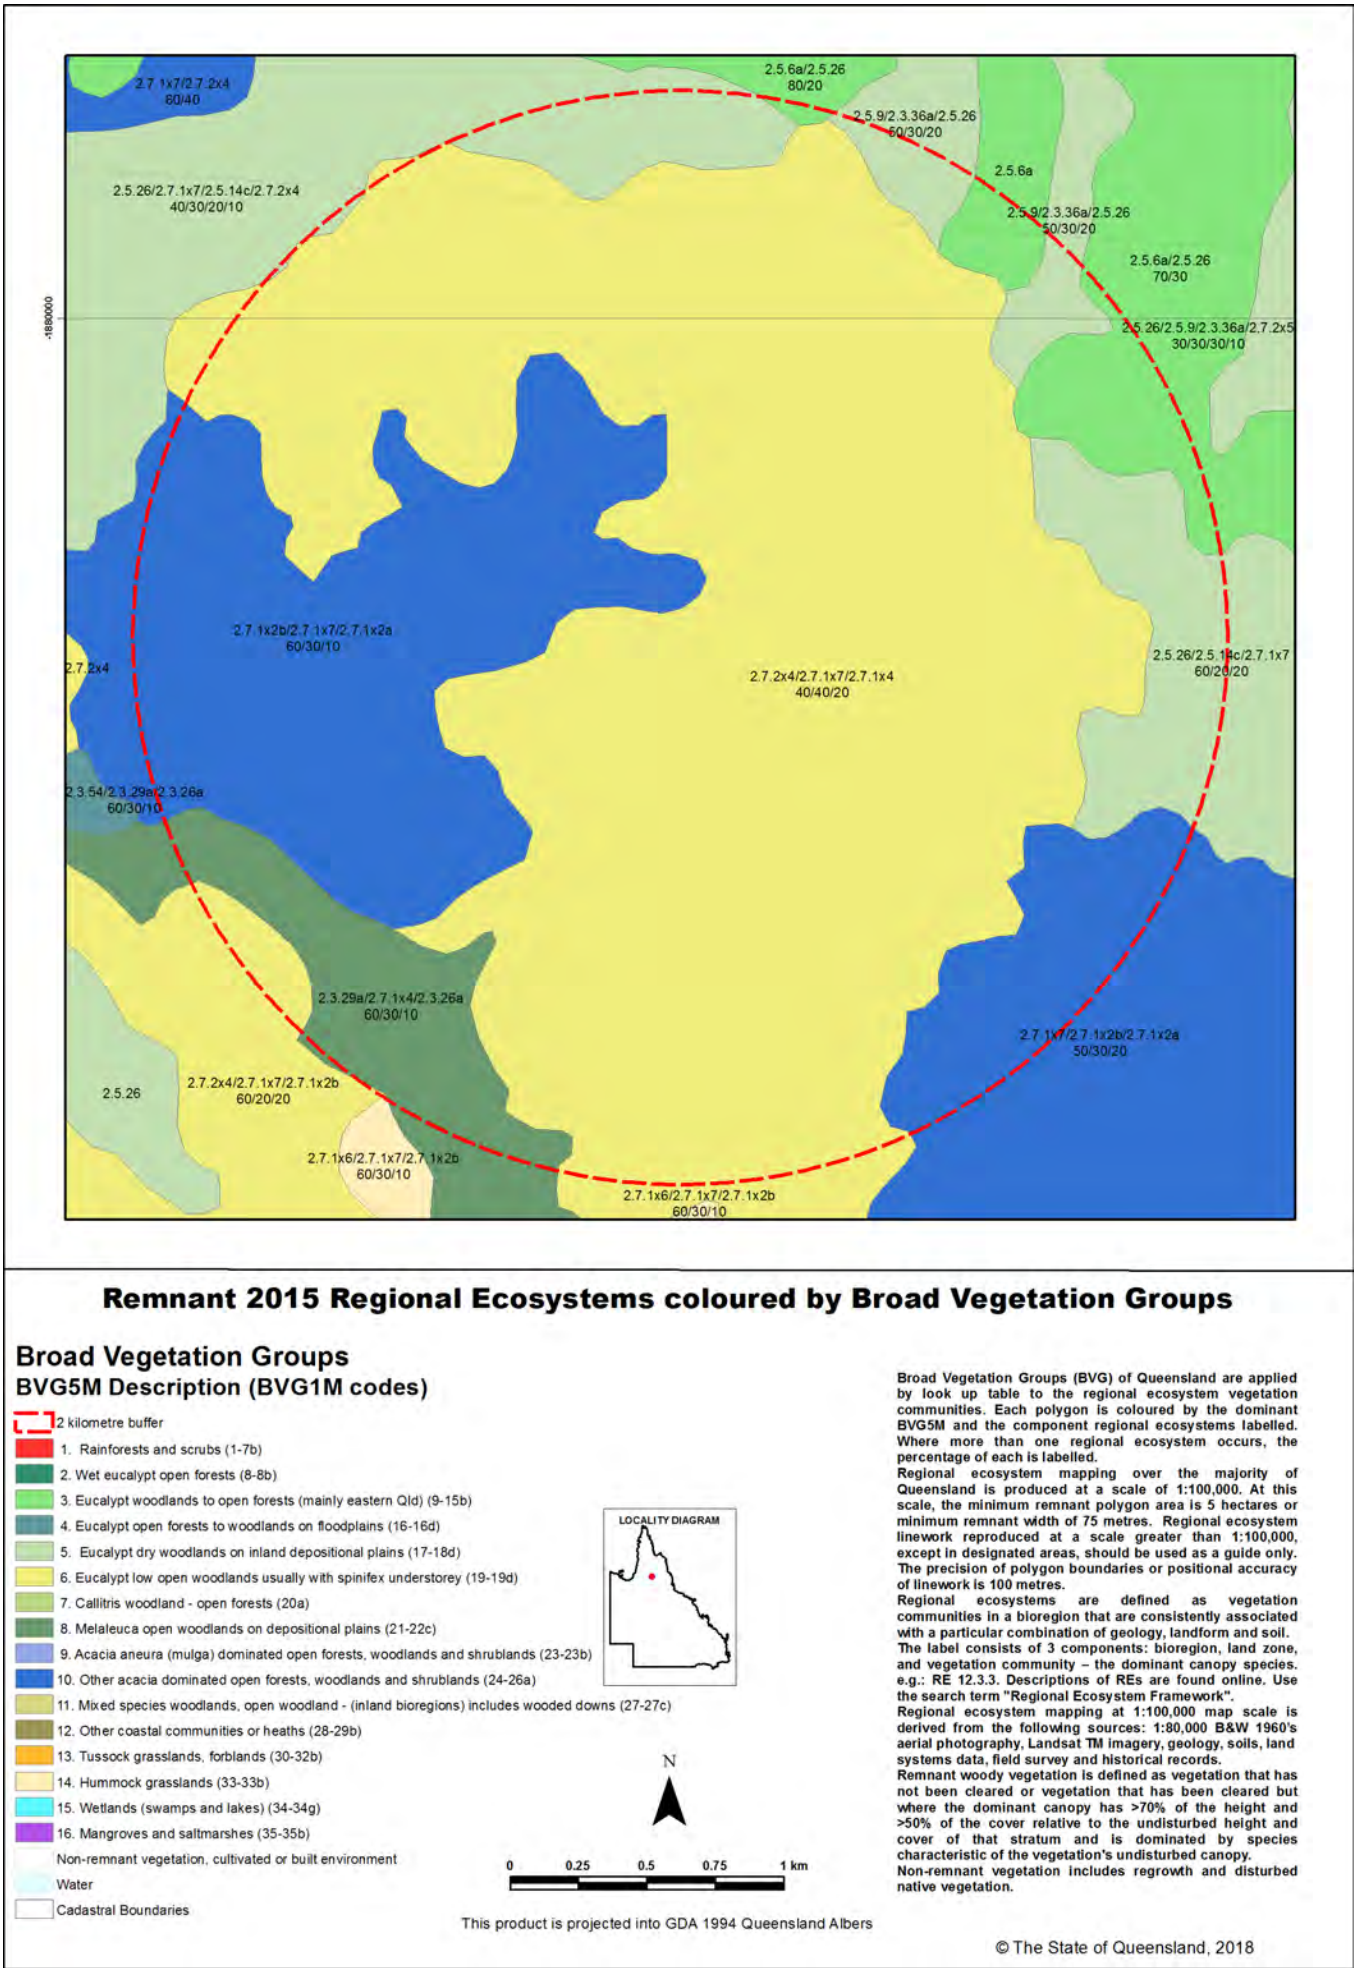 2.7.1x7/2.7.2x4
60/40
2.5.6a/2.5.26
80/20
2.5.9/2.3.36a/2.5.26
50/30/20
2.5.6a
2.5.26/2.7.1x7/2.5.14c/2.7.2x4
40/30/20/10
2.5.9/2.3.36a/2.5.26
50/30/20
2.5.6a/2.5.26
70/30
-1880000
2.5.26/2.5.9/2.3.36a/2.7.2x5
30/30/30/10
2.7.1x2b/2.7.1x7/2.7.1x2a
60/30/10
2.7.2x4
2.5.26/2.5.14c/2.7.1x7
60/20/20
2.7.2x4/2.7.1x7/2.7.1x4
40/40/20
2.3.54/2.3.29a/2.3.26a
60/30/10
2.3.29a/2.7.1x4/2.3.26a
60/30/10
2.7.1x7/2.7.1x2b/2.7.1x2a
50/30/20
2.5.26
2.7.2x4/2.7.1x7/2.7.1x2b
60/20/20
2.7.1x6/2.7.1x7/2.7.1x2b
60/30/10
2.7.1x6/2.7.1x7/2.7.1x2b
60/30/10
Remnant 2015 Regional Ecosystems coloured by Broad Vegetation Groups
Broad Vegetation Groups
BVG5M Description (BVG1M codes)
2 kilometre buffer
1. Rainforests and scrubs (1-7b)
2. Wet eucalypt open forests (8-8b)
3. Eucalypt woodlands to open forests (mainly eastern Qld) (9-15b)
4. Eucalypt open forests to woodlands on floodplains (16-16d)
5. Eucalypt dry woodlands on inland depositional plains (17-18d)
6. Eucalypt low open woodlands usually with spinifex understorey (19-19d)
7. Callitris woodland - open forests (20a)
8. Melaleuca open woodlands on depositional plains (21-22c)
9. Acacia aneura (mulga) dominated open forests, woodlands and shrublands (23-23b)
10. Other acacia dominated open forests, woodlands and shrublands (24-26a)
11. Mixed species woodlands, open woodland - (inland bioregions) includes wooded downs (27-27c)
12. Other coastal communities or heaths (28-29b)
13. Tussock grasslands, forblands (30-32b)
14. Hummock grasslands (33-33b)
15. Wetlands (swamps and lakes) (34-34g)
16. Mangroves and saltmarshes (35-35b)
Non-remnant vegetation, cultivated or built environment
Water
Cadastral Boundaries
LOCALITY DIAGRAM
N
0 0.25 0.5 0.75 1 km
This product is projected into GDA 1994 Queensland Albers
Broad Vegetation Groups (BVG) of Queensland are applied
by look up table to the regional ecosystem vegetation
communities. Each polygon is coloured by the dominant
BVG5M and the component regional ecosystems labelled.
Where more than one regional ecosystem occurs, the
percentage of each is labelled.
Regional ecosystem mapping over the majority of
Queensland is produced at a scale of 1:100,000. At this
scale, the minimum remnant polygon area is 5 hectares or
minimum remnant width of 75 metres. Regional ecosystem
linework reproduced at a scale greater than 1:100,000,
except in designated areas, should be used as a guide only.
The precision of polygon boundaries or positional accuracy
of linework is 100 metres.
Regional ecosystems are defined as vegetation
communities in a bioregion that are consistently associated
with a particular combination of geology, landform and soil.
The label consists of 3 components: bioregion, land zone,
and vegetation community – the dominant canopy species.
e.g.: RE 12.3.3. Descriptions of REs are found online. Use
the search term "Regional Ecosystem Framework".
Regional ecosystem mapping at 1:100,000 map scale is
derived from the following sources: 1:80,000 B&W 1960's
aerial photography, Landsat TM imagery, geology, soils, land
systems data, field survey and historical records.
Remnant woody vegetation is defined as vegetation that has
not been cleared or vegetation that has been cleared but
where the dominant canopy has >70% of the height and
>50% of the cover relative to the undisturbed height and
cover of that stratum and is dominated by species
characteristic of the vegetation's undisturbed canopy.
Non-remnant vegetation includes regrowth and disturbed
native vegetation.
© The State of Queensland, 2018